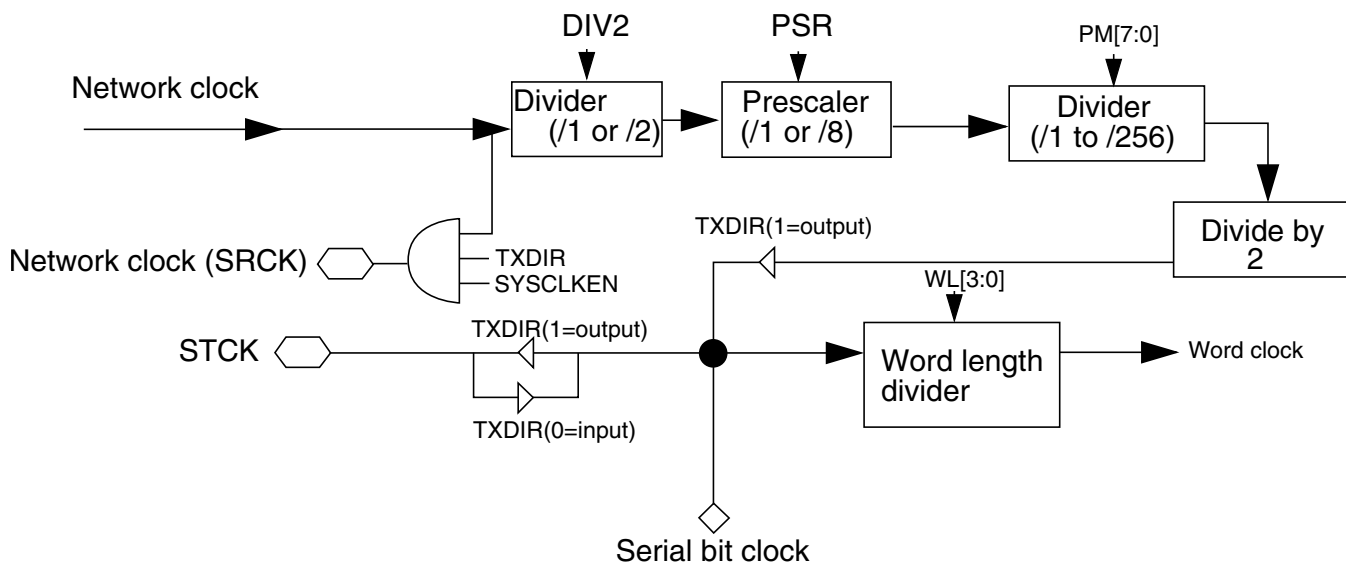 DIV2
PSR
PM[7:0]
Network clock
Divider
(/1 or /2)
Prescaler
(/1 or /8)
Divider
(/1 to /256)
TXDIR(1=output)
Divide by
2
Network clock (SRCK)
TXDIR
SYSCLKEN
WL[3:0]
TXDIR(1=output)
STCK
Word length
divider
Word clock
TXDIR(0=input)
Serial bit clock